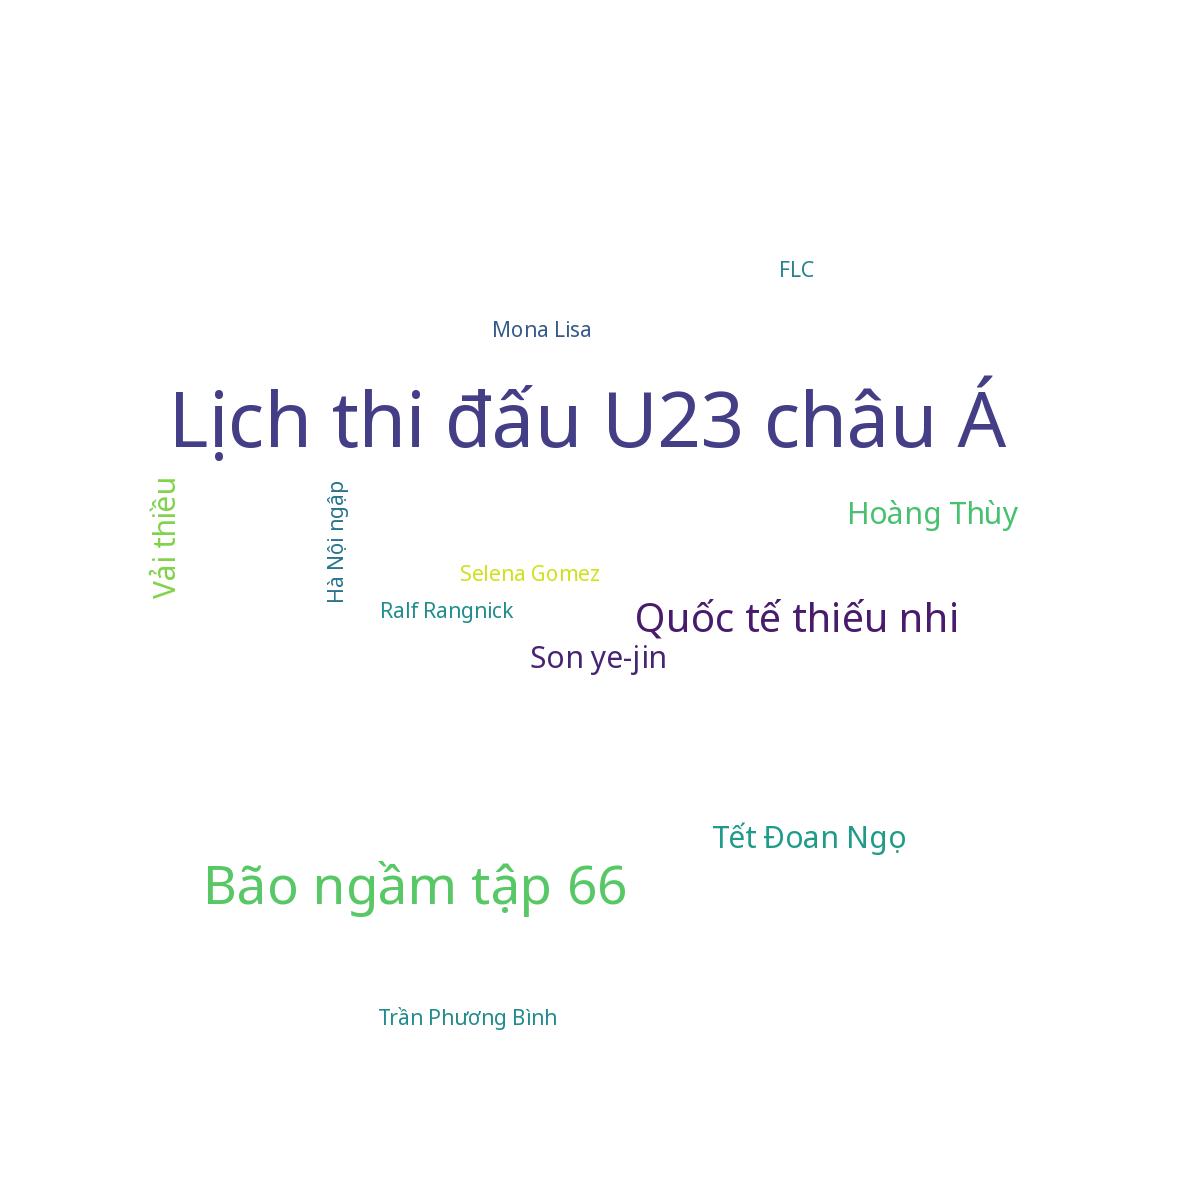 FLC
Mona Lisa
Lịch thi đấu U23 châu Á
Vải thiều
Hà Nội ngập
Hoàng Thùy
Selena Gomez
Ralf Rangnick
Quốc tế thiếu nhi
Son ye-jin
Tết Đoan Ngọ
Bão ngầm tập 66
Trần Phương Bình